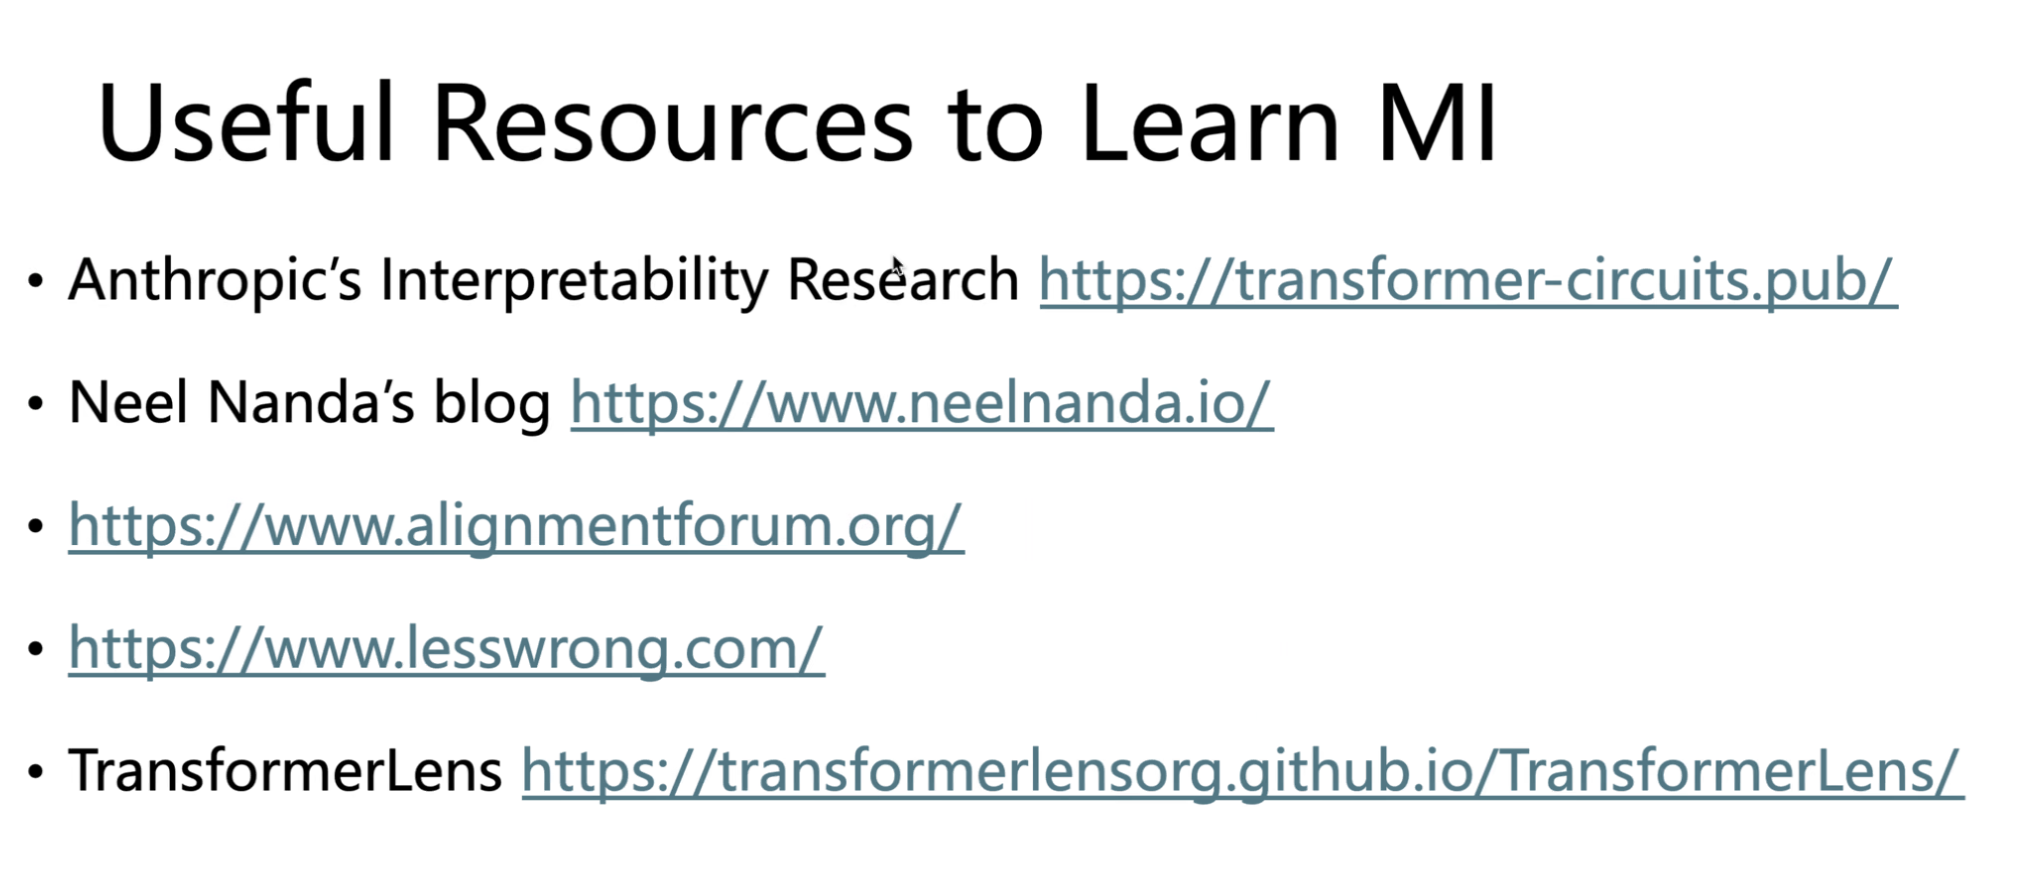 Useful Resources to Learn MI
• Anthropic’s Interpretability Research https://transformer-circuits.pub/
• Neel Nanda’s blog https://www.neelnanda.io/
• https://www.alignmentforum.org/
• https://www.lesswrong.com/
• TransformerLens https://transformerlensorg.github.io/TransformerLens/